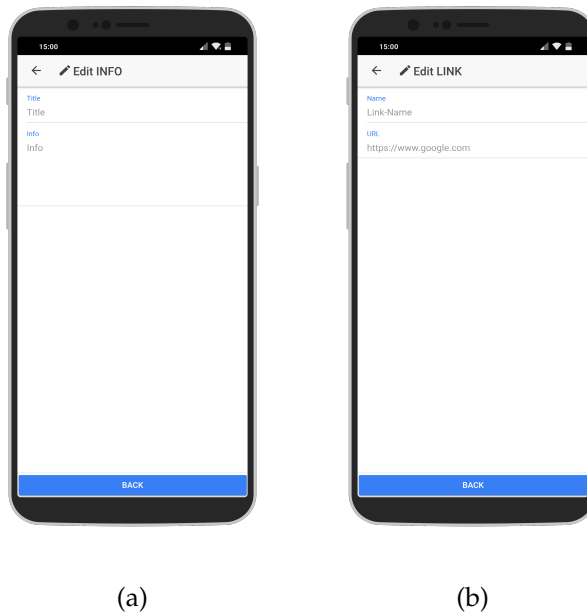 15:00
Edit INFO
Title
Title
Info
Info
BACK
(a)
15:00
Edit LINK
Name
Link-Name
URL
https://www.google.com
BACK
(b)